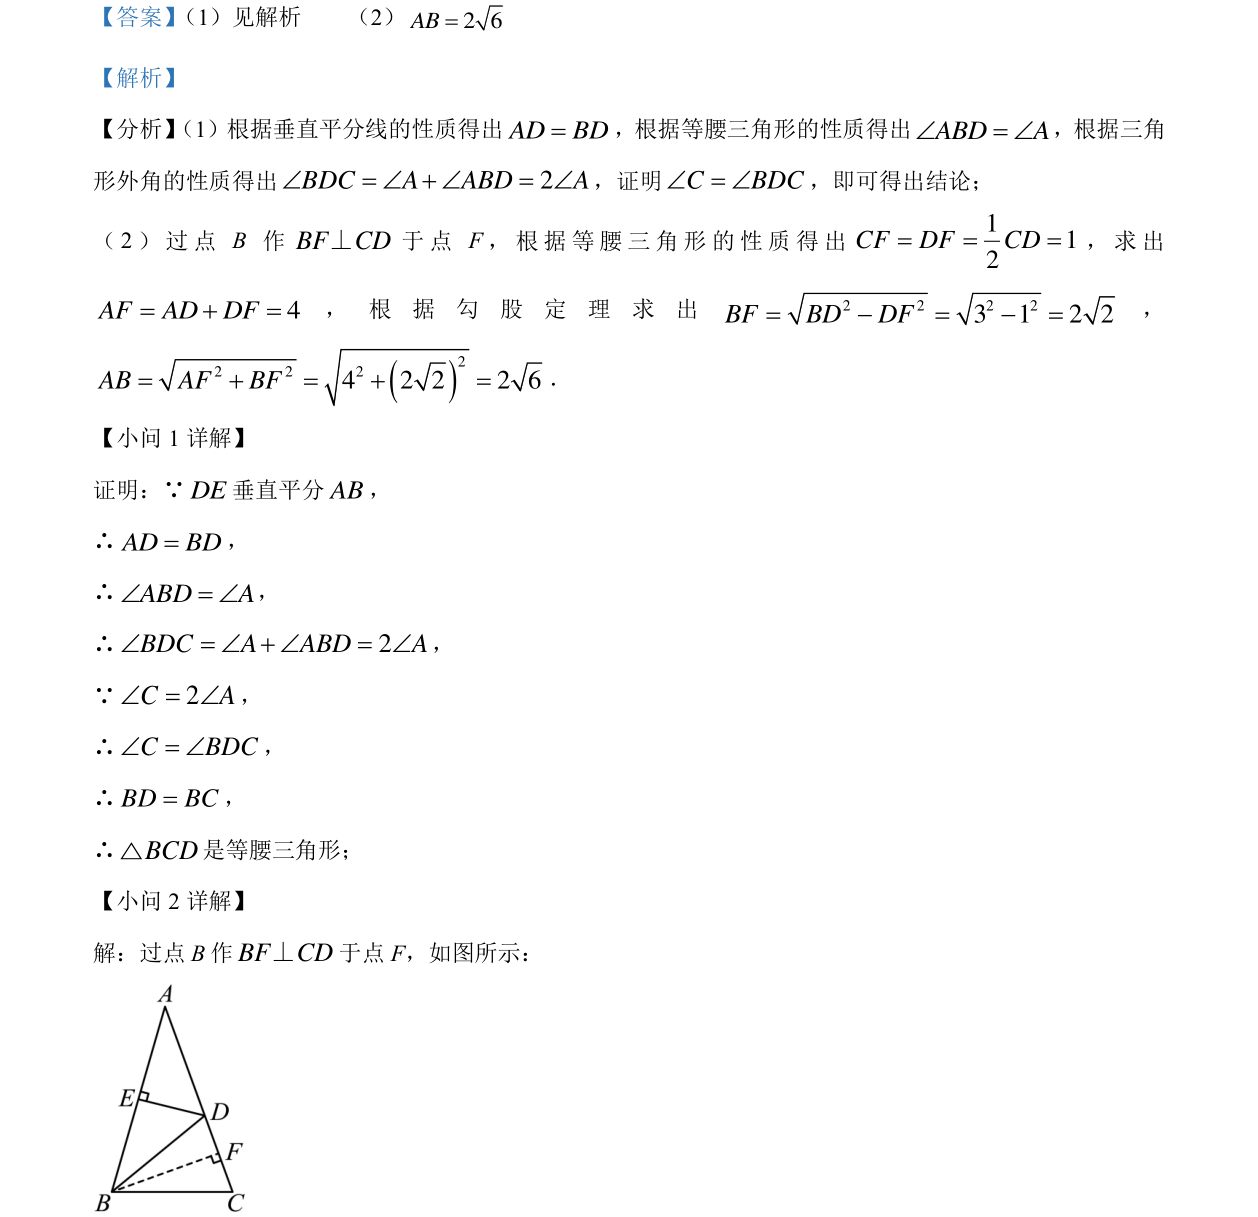 【答案】（1）见解析　　（2）AB = 2√6
【解析】
【分析】（1）根据垂直平分线的性质得出 AD = BD，根据等腰三角形的性质得出∠ABD = ∠A，根据三角
形外角的性质得出∠BDC = ∠A + ∠ABD = 2∠A，证明∠C = ∠BDC，即可得出结论；
（2）过点 B 作 BF⊥CD 于点 F，根据等腰三角形的性质得出 CF = DF = 1/2 CD = 1，求出
AF = AD + DF = 4，根据勾股定理求出 BF = √(BD² − DF²) = √(3² − 1²) = 2√2，
AB = √(AF² + BF²) = √(4² + (2√2)²) = 2√6．
【小问 1 详解】
证明：∵ DE 垂直平分 AB，
∴ AD = BD，
∴ ∠ABD = ∠A，
∴ ∠BDC = ∠A + ∠ABD = 2∠A，
∵ ∠C = 2∠A，
∴ ∠C = ∠BDC，
∴ BD = BC，
∴ △BCD 是等腰三角形；
【小问 2 详解】
解：过点 B 作 BF⊥CD 于点 F，如图所示：
A
E
D
F
B
C